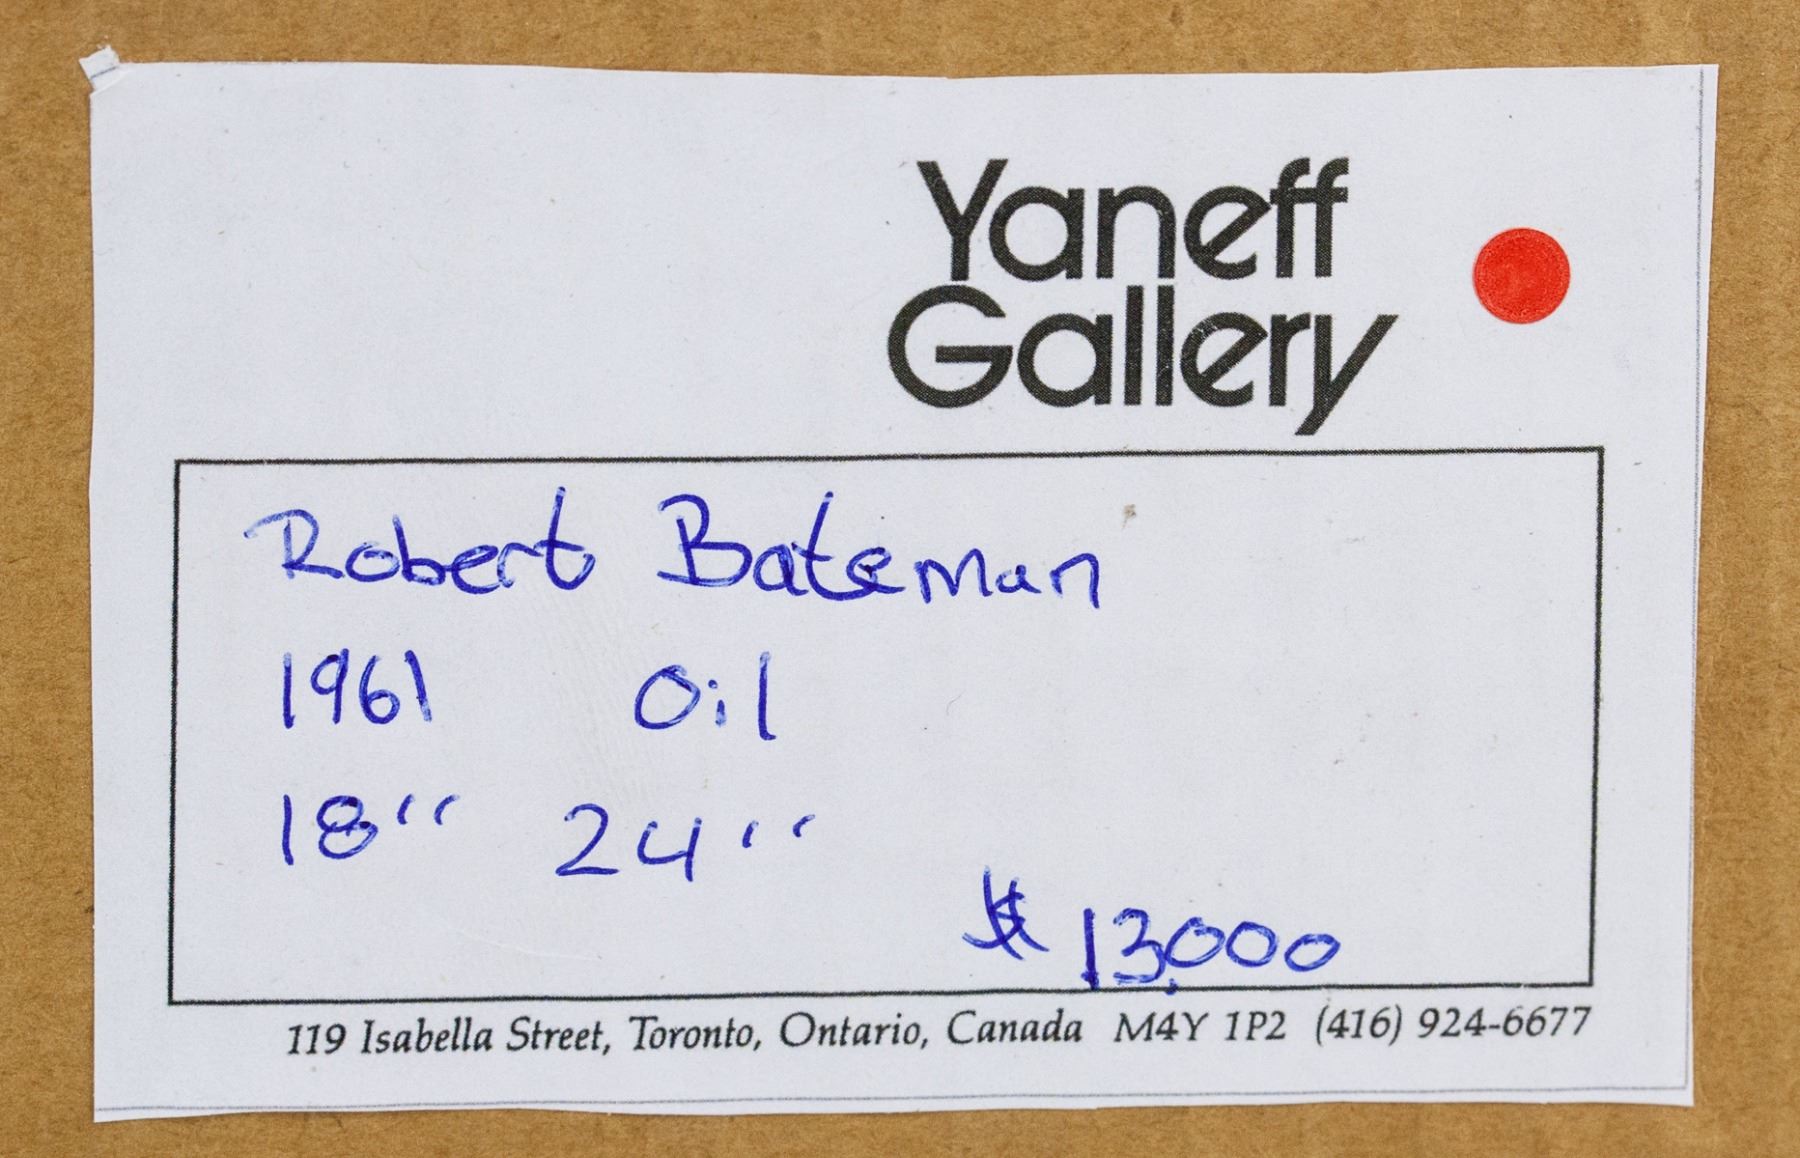 Yaneff
Gallery
Robert Bateman
1961 Oil
18" 24"
$ 13,000
119 Isabella Street, Toronto, Ontario, Canada M4Y 1P2 (416) 924-6677